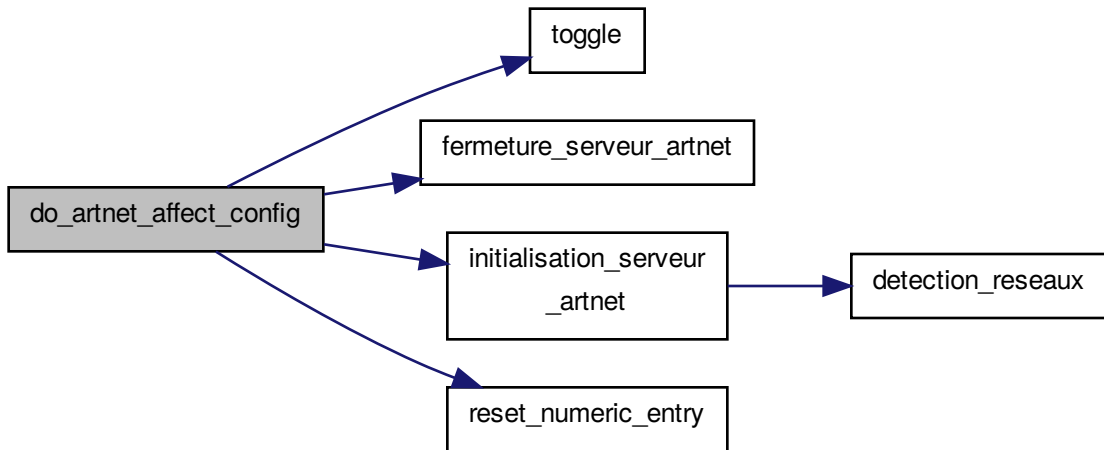 toggle
fermeture_serveur_artnet
do_artnet_affect_config
initialisation_serveur
_artnet
detection_reseaux
reset_numeric_entry